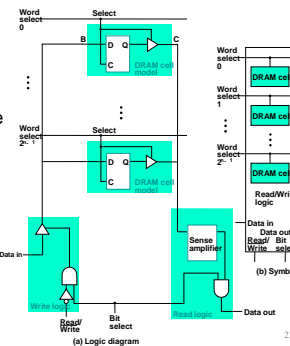 Word
select
0
Select
B
D
Q
C
C
DRAM cell
model
Word
select
2ⁿ⁻¹
Select
D
Q
C
DRAM cell
model
Data in
Write logic
Sense
amplifier
Read logic
Read/
Write
Bit
select
Data out
(a) Logic diagram
Word
select
0
DRAM cel
Word
select
1
DRAM cel
Word
select
DRAM cel
Read/Writ
logic
Data in
Data out
Read/
Write
Bit
sele
(b) Symb
2
e